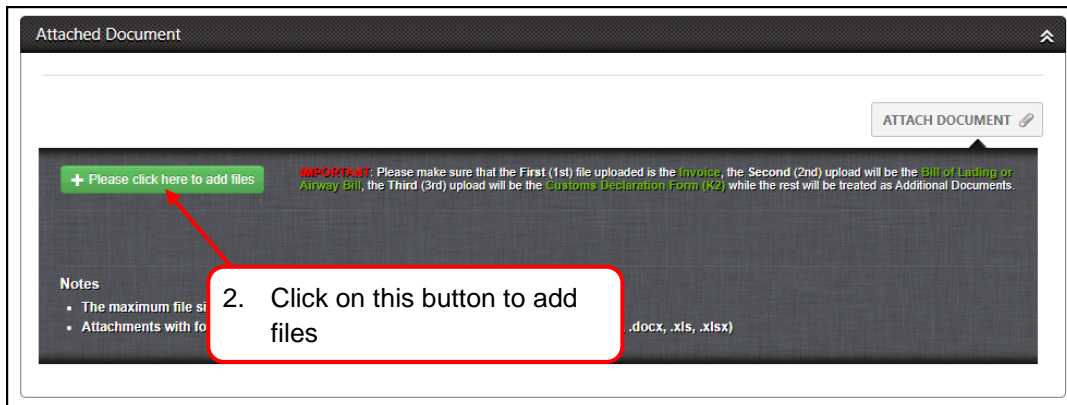 Attached Document
ATTACH DOCUMENT
+ Please click here to add files
IMPORTANT: Please make sure that the First (1st) file uploaded is the Invoice, the Second (2nd) upload will be the Bill of Lading or
Airway Bill, the Third (3rd) upload will be the Customs Declaration Form (K2) while the rest will be treated as Additional Documents.
Notes
• The maximum file
• Attachments with
.docx, .xls, .xlsx)
2. Click on this button to add
files